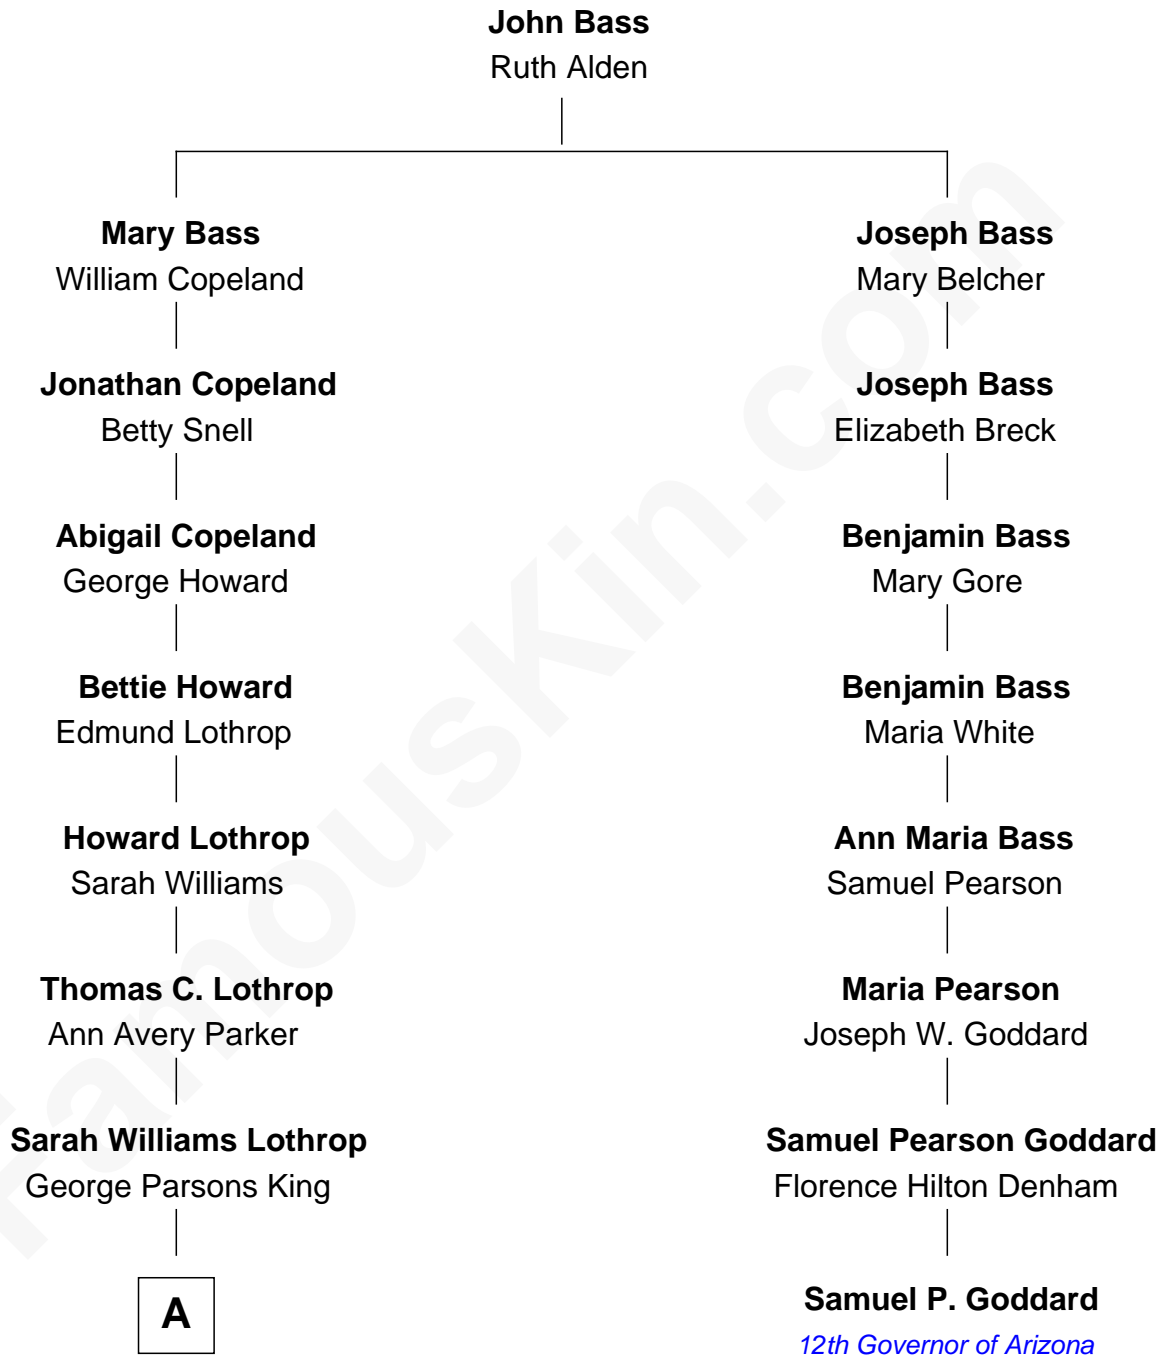 John Bass
Ruth Alden
Mary Bass
William Copeland
Joseph Bass
Mary Belcher
Jonathan Copeland
Betty Snell
Joseph Bass
Elizabeth Breck
Abigail Copeland
George Howard
Benjamin Bass
Mary Gore
Bettie Howard
Edmund Lothrop
Benjamin Bass
Maria White
Howard Lothrop
Sarah Williams
Ann Maria Bass
Samuel Pearson
Thomas C. Lothrop
Ann Avery Parker
Maria Pearson
Joseph W. Goddard
Sarah Williams Lothrop
George Parsons King
Samuel Pearson Goddard
Florence Hilton Denham
A
Samuel P. Goddard
12th Governor of Arizona
FamousKin.com